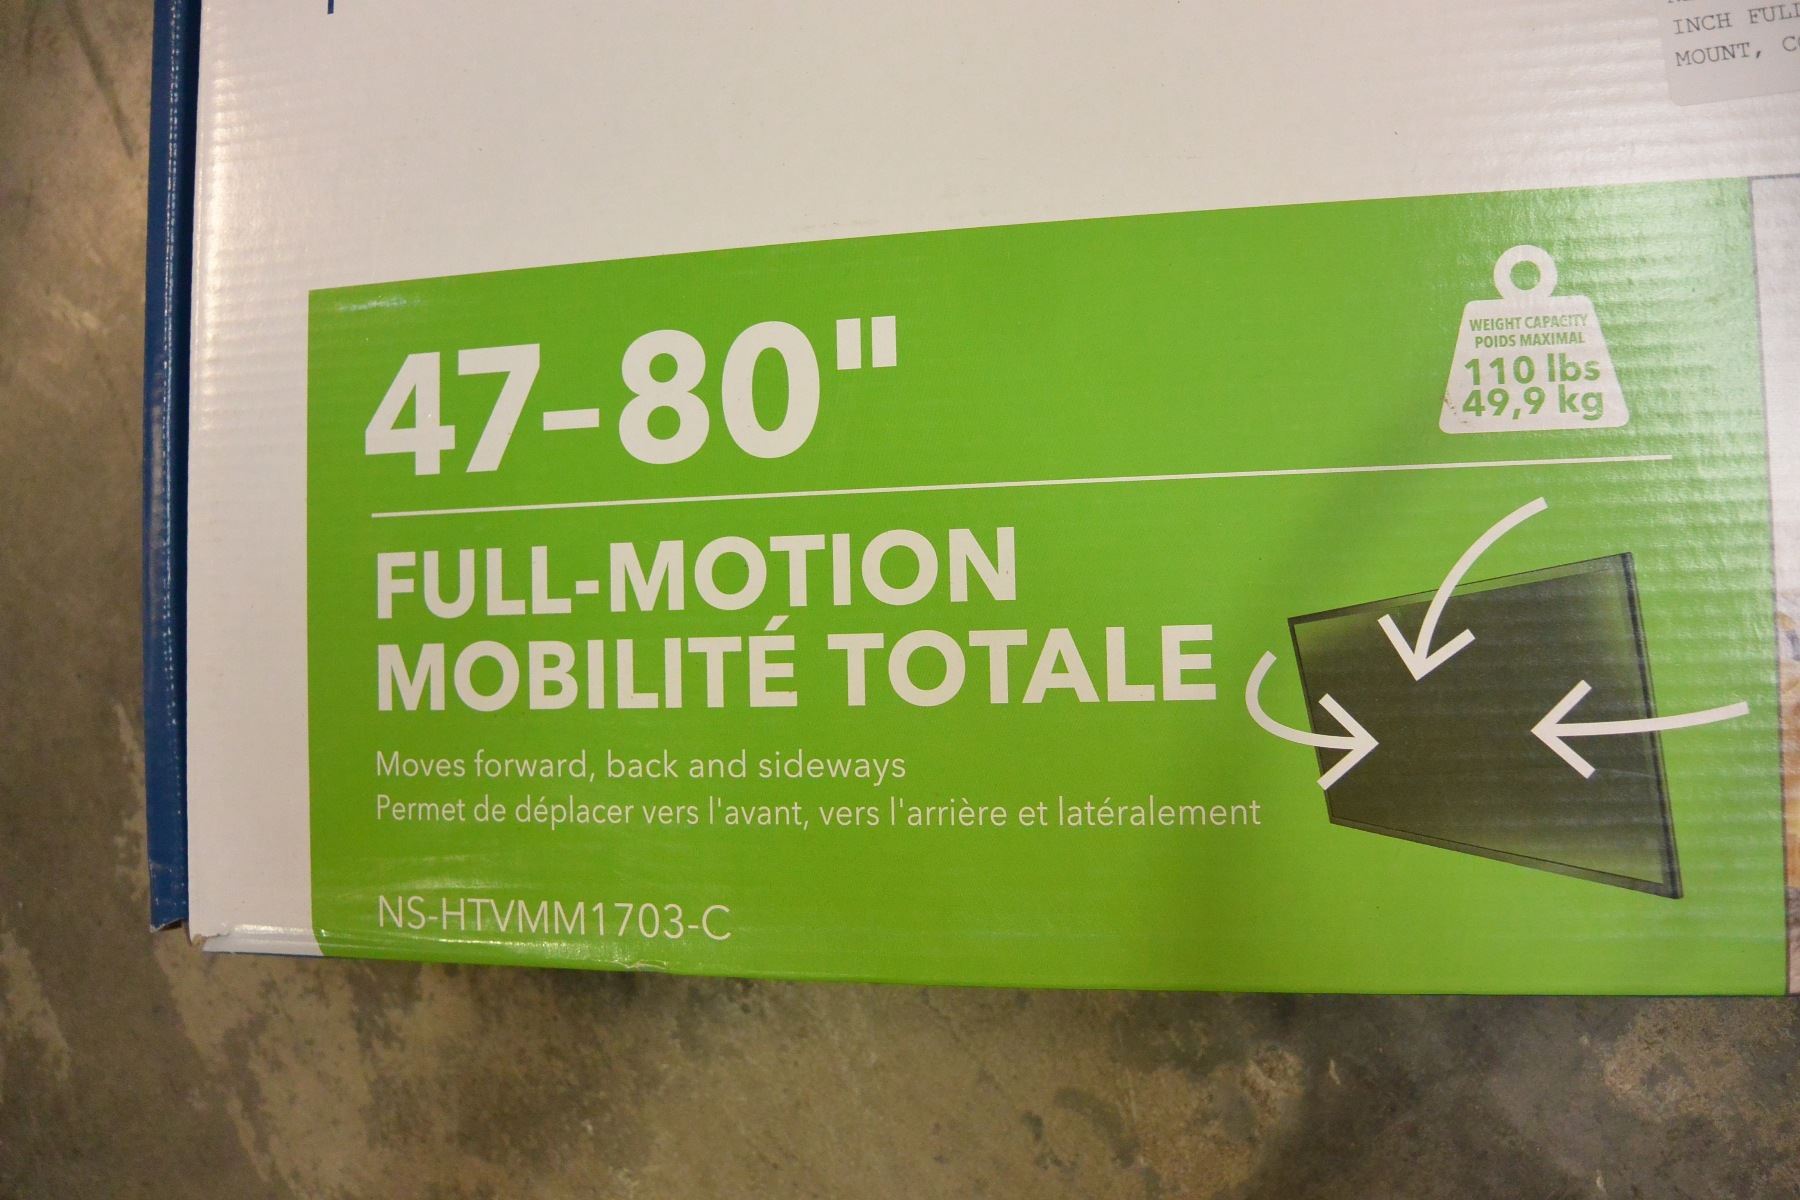 INCH FULL
MOUNT,
47-80"
WEIGHT CAPACITY
POIDS MAXIMAL
110 lbs
49,9 kg
FULL-MOTION
MOBILITÉ TOTALE
Moves forward, back and sideways
Permet de déplacer vers l'avant, vers l'arrière et latéralement
NS-HTVMM1703-C